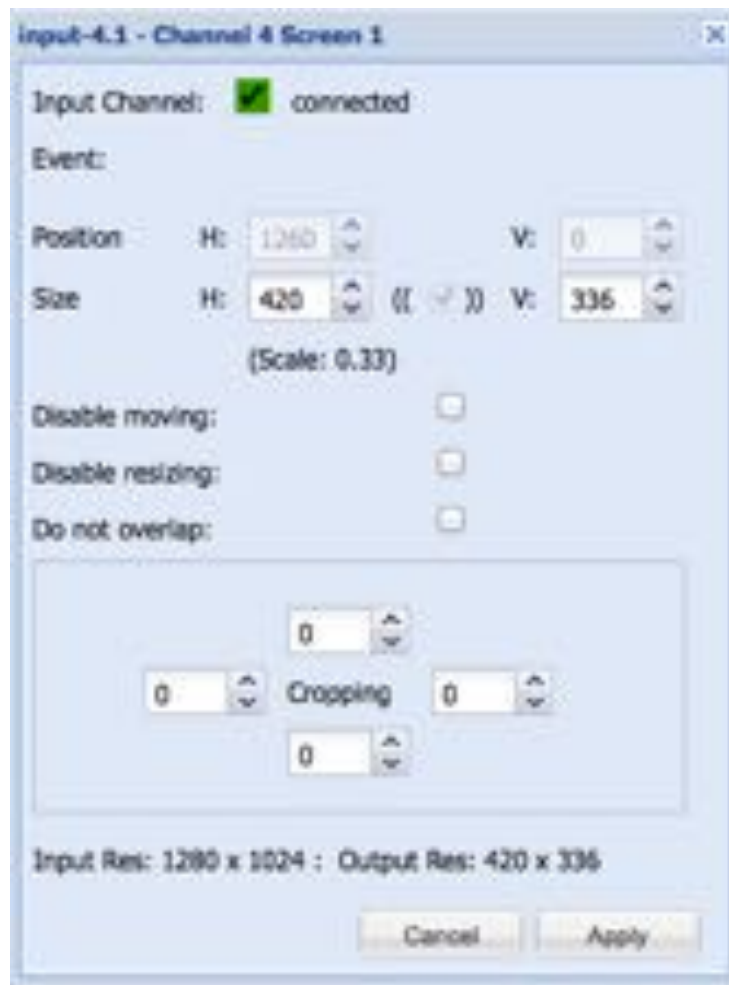 input-4.1 - Channel 4 Screen 1
Input Channel: connected
Event:
Position H: 1260 V: 0
Size H: 420 (( )) V: 336
(Scale: 0.33)
Disable moving:
Disable resizing:
Do not overlap:
0
0 Cropping 0
0
Input Res: 1280 x 1024 : Output Res: 420 x 336
Cancel Apply